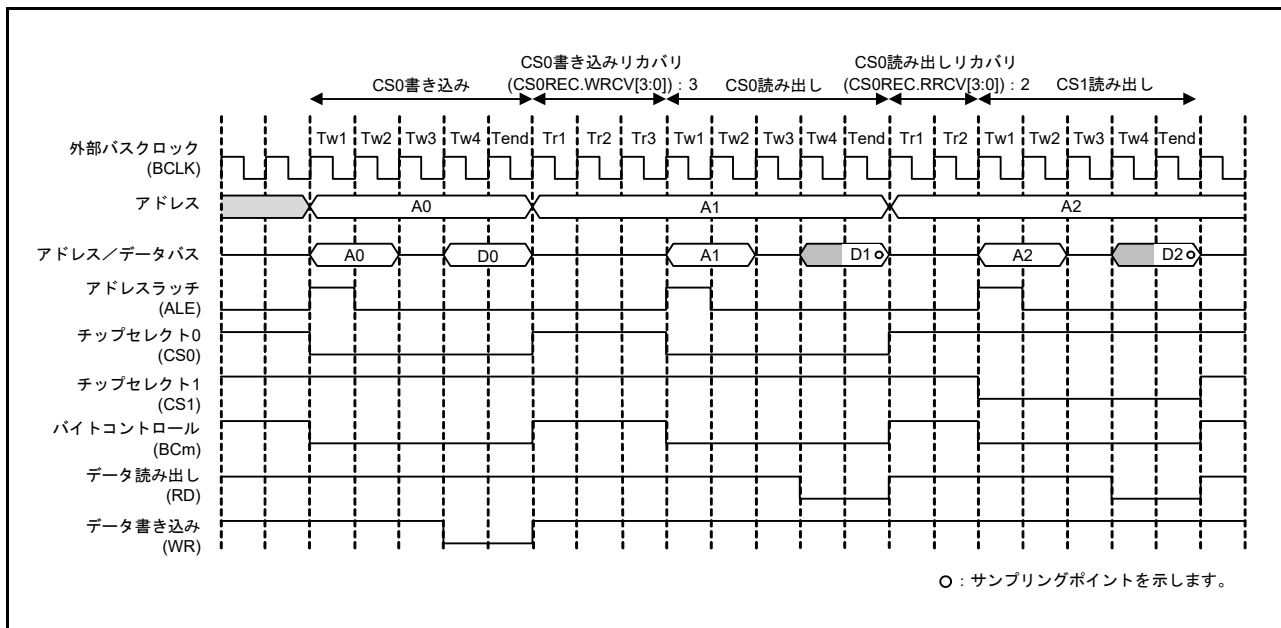 CS0書き込みリカバリ
(CS0REC.WRCV[3:0]):3
CS0読み出しリカバリ
(CS0REC.RRCV[3:0]):2
CS0書き込み
CS0読み出し
CS1読み出し
Tw1 Tw2 Tw3 Tw4 Tend Tr1 Tr2 Tr3 Tw1 Tw2 Tw3 Tw4 Tend Tr1 Tr2 Tw1 Tw2 Tw3 Tw4 Tend
外部バスクロック
(BCLK)
アドレス
A0 A1 A2
アドレス/データバス
A0 D0 A1 D1 A2 D2
アドレスラッチ
(ALE)
チップセレクト0
(CS0)
チップセレクト1
(CS1)
バイトコントロール
(BCm)
データ読み出し
(RD)
データ書き込み
(WR)
:サンプリングポイントを示します。